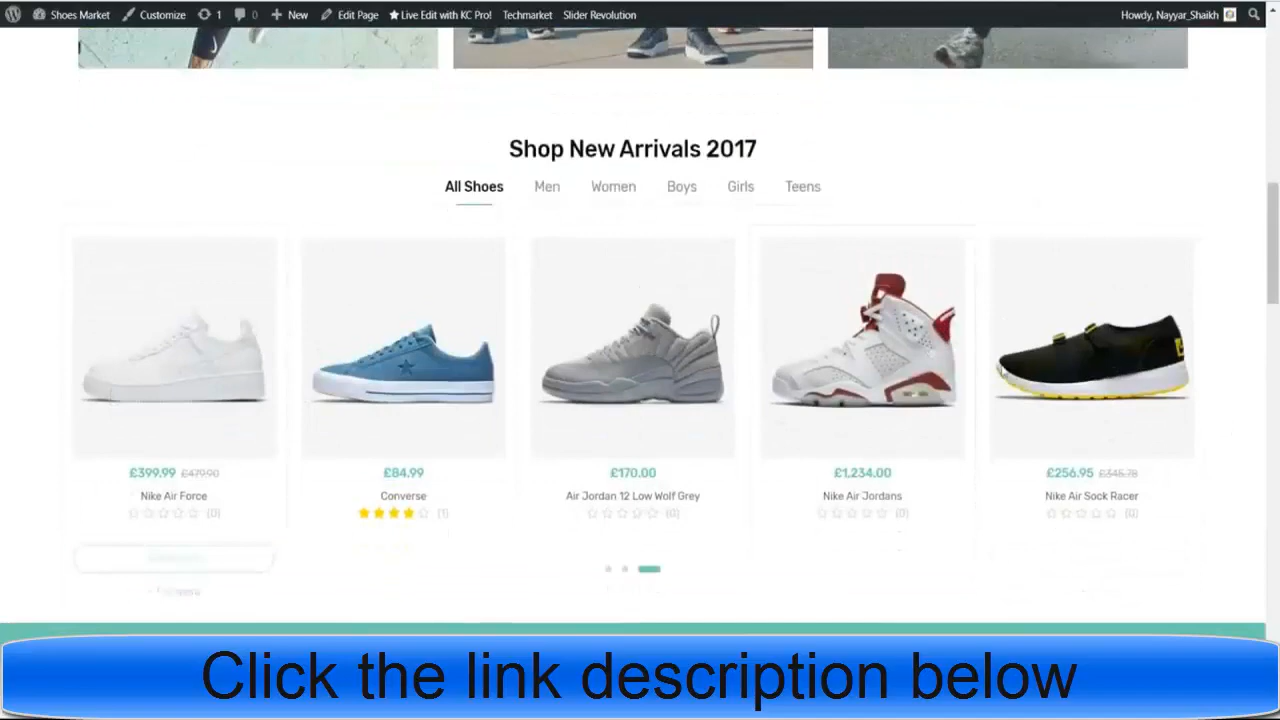 Shoes Market Customize 1 0 New Edit Page Live Edit with KC Pro! Techmarket Slider Revolution Howdy, Nayyar_Shaikh
Shop New Arrivals 2017
All Shoes Men Women Boys Girls Teens
£399.99 £479.90 £84.99 £170.00 £1,234.00 £256.95 £345.78
Nike Air Force Converse Air Jordan 12 Low Wolf Grey Nike Air Jordans Nike Air Sock Racer
(0) (1) (0) (0) (0)
Click the link description below